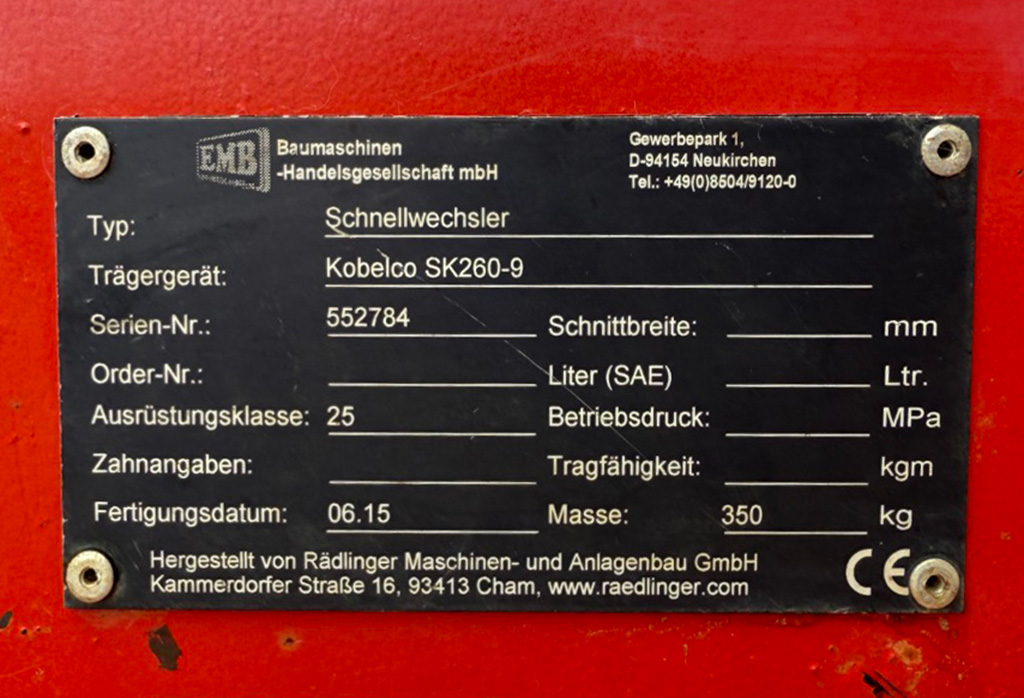 EMB
Baumaschinen
-Handelsgesellschaft mbH
Gewerbepark 1,
D-94154 Neukirchen
Tel.: +49(0)8504/9120-0
Typ: Schnellwechsler
Trägergerät: Kobelco SK260-9
Serien-Nr.: 552784 Schnittbreite: mm
Order-Nr.: Liter (SAE) Ltr.
Ausrüstungsklasse: 25 Betriebsdruck: MPa
Zahnangaben: Tragfähigkeit: kgm
Fertigungsdatum: 06.15 Masse: 350 kg
Hergestellt von Rädlinger Maschinen- und Anlagenbau GmbH
Kammerdorfer Straße 16, 93413 Cham, www.raedlinger.com
CE